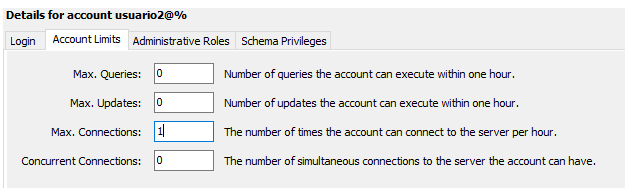 Details for account usuario2@%
Login Account Limits Administrative Roles Schema Privileges
Max. Queries: 0 Number of queries the account can execute within one hour.
Max. Updates: 0 Number of updates the account can execute within one hour.
Max. Connections: 1 The number of times the account can connect to the server per hour.
Concurrent Connections: 0 The number of simultaneous connections to the server the account can have.